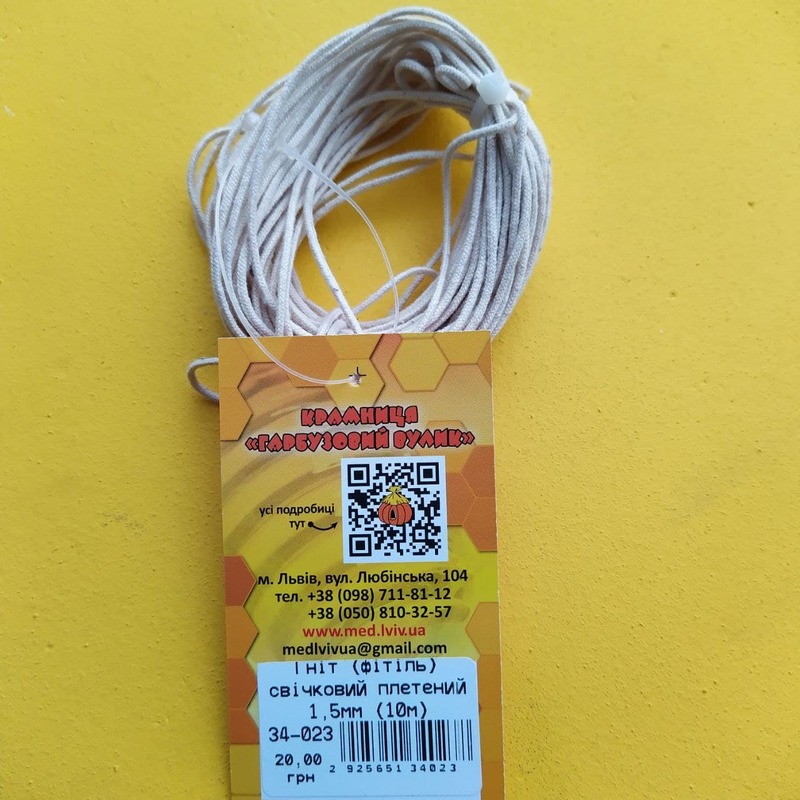 КРАМНИЦЯ
«ГАРБУЗОВИЙ ВУЛИК»
усі подробиці
тут
м. Львів, вул. Любінська, 104
тел. +38 (098) 711-81-12
+38 (050) 810-32-57
www.med.lviv.ua
medlvivua@gmail.com
Гніт (фітіль)
свічковий плетений
1,5мм (10м)
34-023
20,00
грн
2 925651 34023